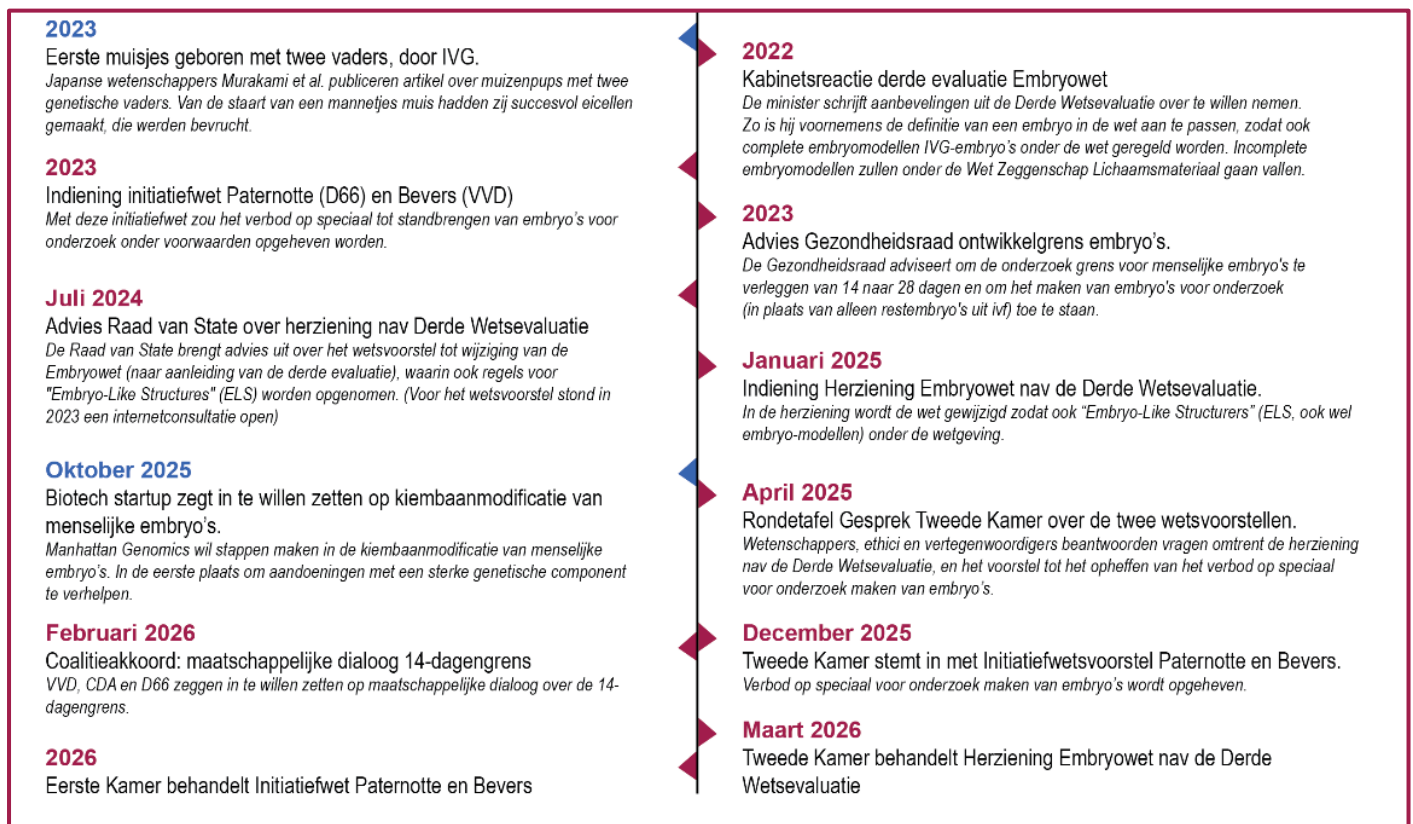 2023
Eerste muisjes geboren met twee vaders, door IVG.
Japanse wetenschappers Murakami et al. publiceren artikel over muizenpups met twee
genetische vaders. Van de staart van een mannetjes muis hadden zij succesvol eicellen
gemaakt, die werden bevrucht.
2022
Kabinetsreactie derde evaluatie Embryowet
De minister schrijft aanbevelingen uit de Derde Wetsevaluatie over te willen nemen.
Zo is hij voornemens de definitie van een embryo in de wet aan te passen, zodat ook
complete embryomodellen IVG-embryo's onder de wet geregeld worden. Incomplete
embryomodellen zullen onder de Wet Zeggenschap Lichaamsmateriaal gaan vallen.
2023
Indiening initiatiefwet Paternotte (D66) en Bevers (VVD)
Met deze initiatiefwet zou het verbod op speciaal tot standbrengen van embryo's voor
onderzoek onder voorwaarden opgeheven worden.
2023
Advies Gezondheidsraad ontwikkelgrens embryo's.
De Gezondheidsraad adviseert om de onderzoek grens voor menselijke embryo's te
verleggen van 14 naar 28 dagen en om het maken van embryo's voor onderzoek
(in plaats van alleen restembryo's uit ivf) toe te staan.
Juli 2024
Advies Raad van State over herziening nav Derde Wetsevaluatie
De Raad van State brengt advies uit over het wetsvoorstel tot wijziging van de
Embryowet (naar aanleiding van de derde evaluatie), waarin ook regels voor
"Embryo-Like Structures" (ELS) worden opgenomen. (Voor het wetsvoorstel stond in
2023 een internetconsultatie open)
Januari 2025
Indiening Herziening Embryowet nav de Derde Wetsevaluatie.
In de herziening wordt de wet gewijzigd zodat ook “Embryo-Like Structurers” (ELS, ook wel
embryo-modellen) onder de wetgeving.
Oktober 2025
Biotech startup zegt in te willen zetten op kiembaanmodificatie van
menselijke embryo's.
Manhattan Genomics wil stappen maken in de kiembaanmodificatie van menselijke
embryo's. In de eerste plaats om aandoeningen met een sterke genetische component
te verhelpen.
April 2025
Rondetafel Gesprek Tweede Kamer over de twee wetsvoorstellen.
Wetenschappers, ethici en vertegenwoordigers beantwoorden vragen omtrent de herziening
nav de Derde Wetsevaluatie, en het voorstel tot het opheffen van het verbod op speciaal
voor onderzoek maken van embryo's.
Februari 2026
Coalitieakkoord: maatschappelijke dialoog 14-dagengrens
VVD, CDA en D66 zeggen in te willen zetten op maatschappelijke dialoog over de 14-
dagengrens.
December 2025
Tweede Kamer stemt in met Initiatiefwetsvoorstel Paternotte en Bevers.
Verbod op speciaal voor onderzoek maken van embryo's wordt opgeheven.
2026
Eerste Kamer behandelt Initiatiefwet Paternotte en Bevers
Maart 2026
Tweede Kamer behandelt Herziening Embryowet nav de Derde
Wetsevaluatie